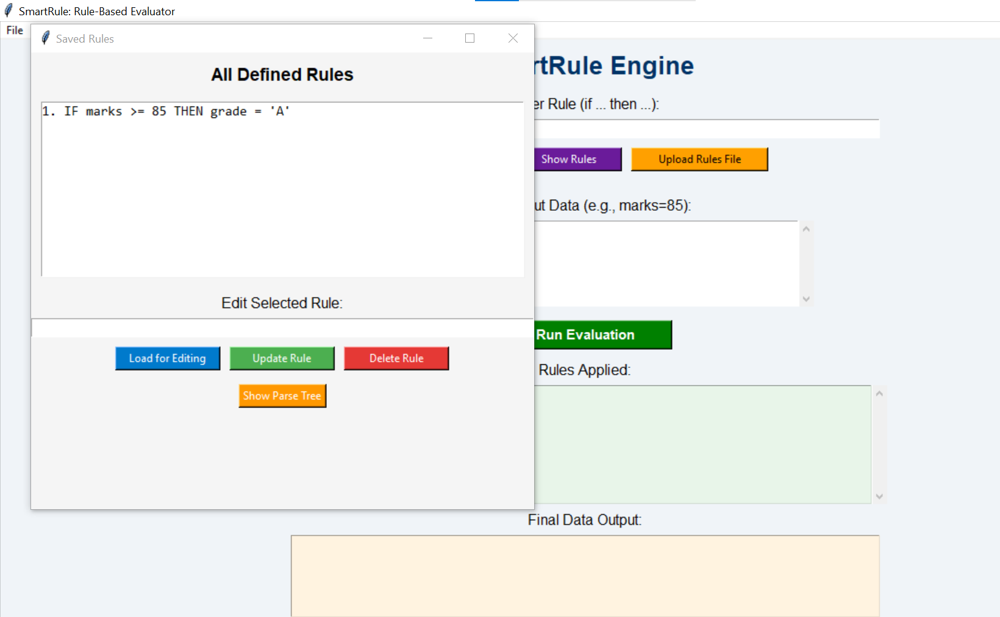 SmartRule: Rule-Based Evaluator
File
Saved Rules
All Defined Rules
1. IF marks >= 85 THEN grade = 'A'
Edit Selected Rule:
Load for Editing
Update Rule
Delete Rule
Show Parse Tree
rtRule Engine
er Rule (if ... then ...):
Show Rules
Upload Rules File
ut Data (e.g., marks=85):
Run Evaluation
Rules Applied:
Final Data Output: